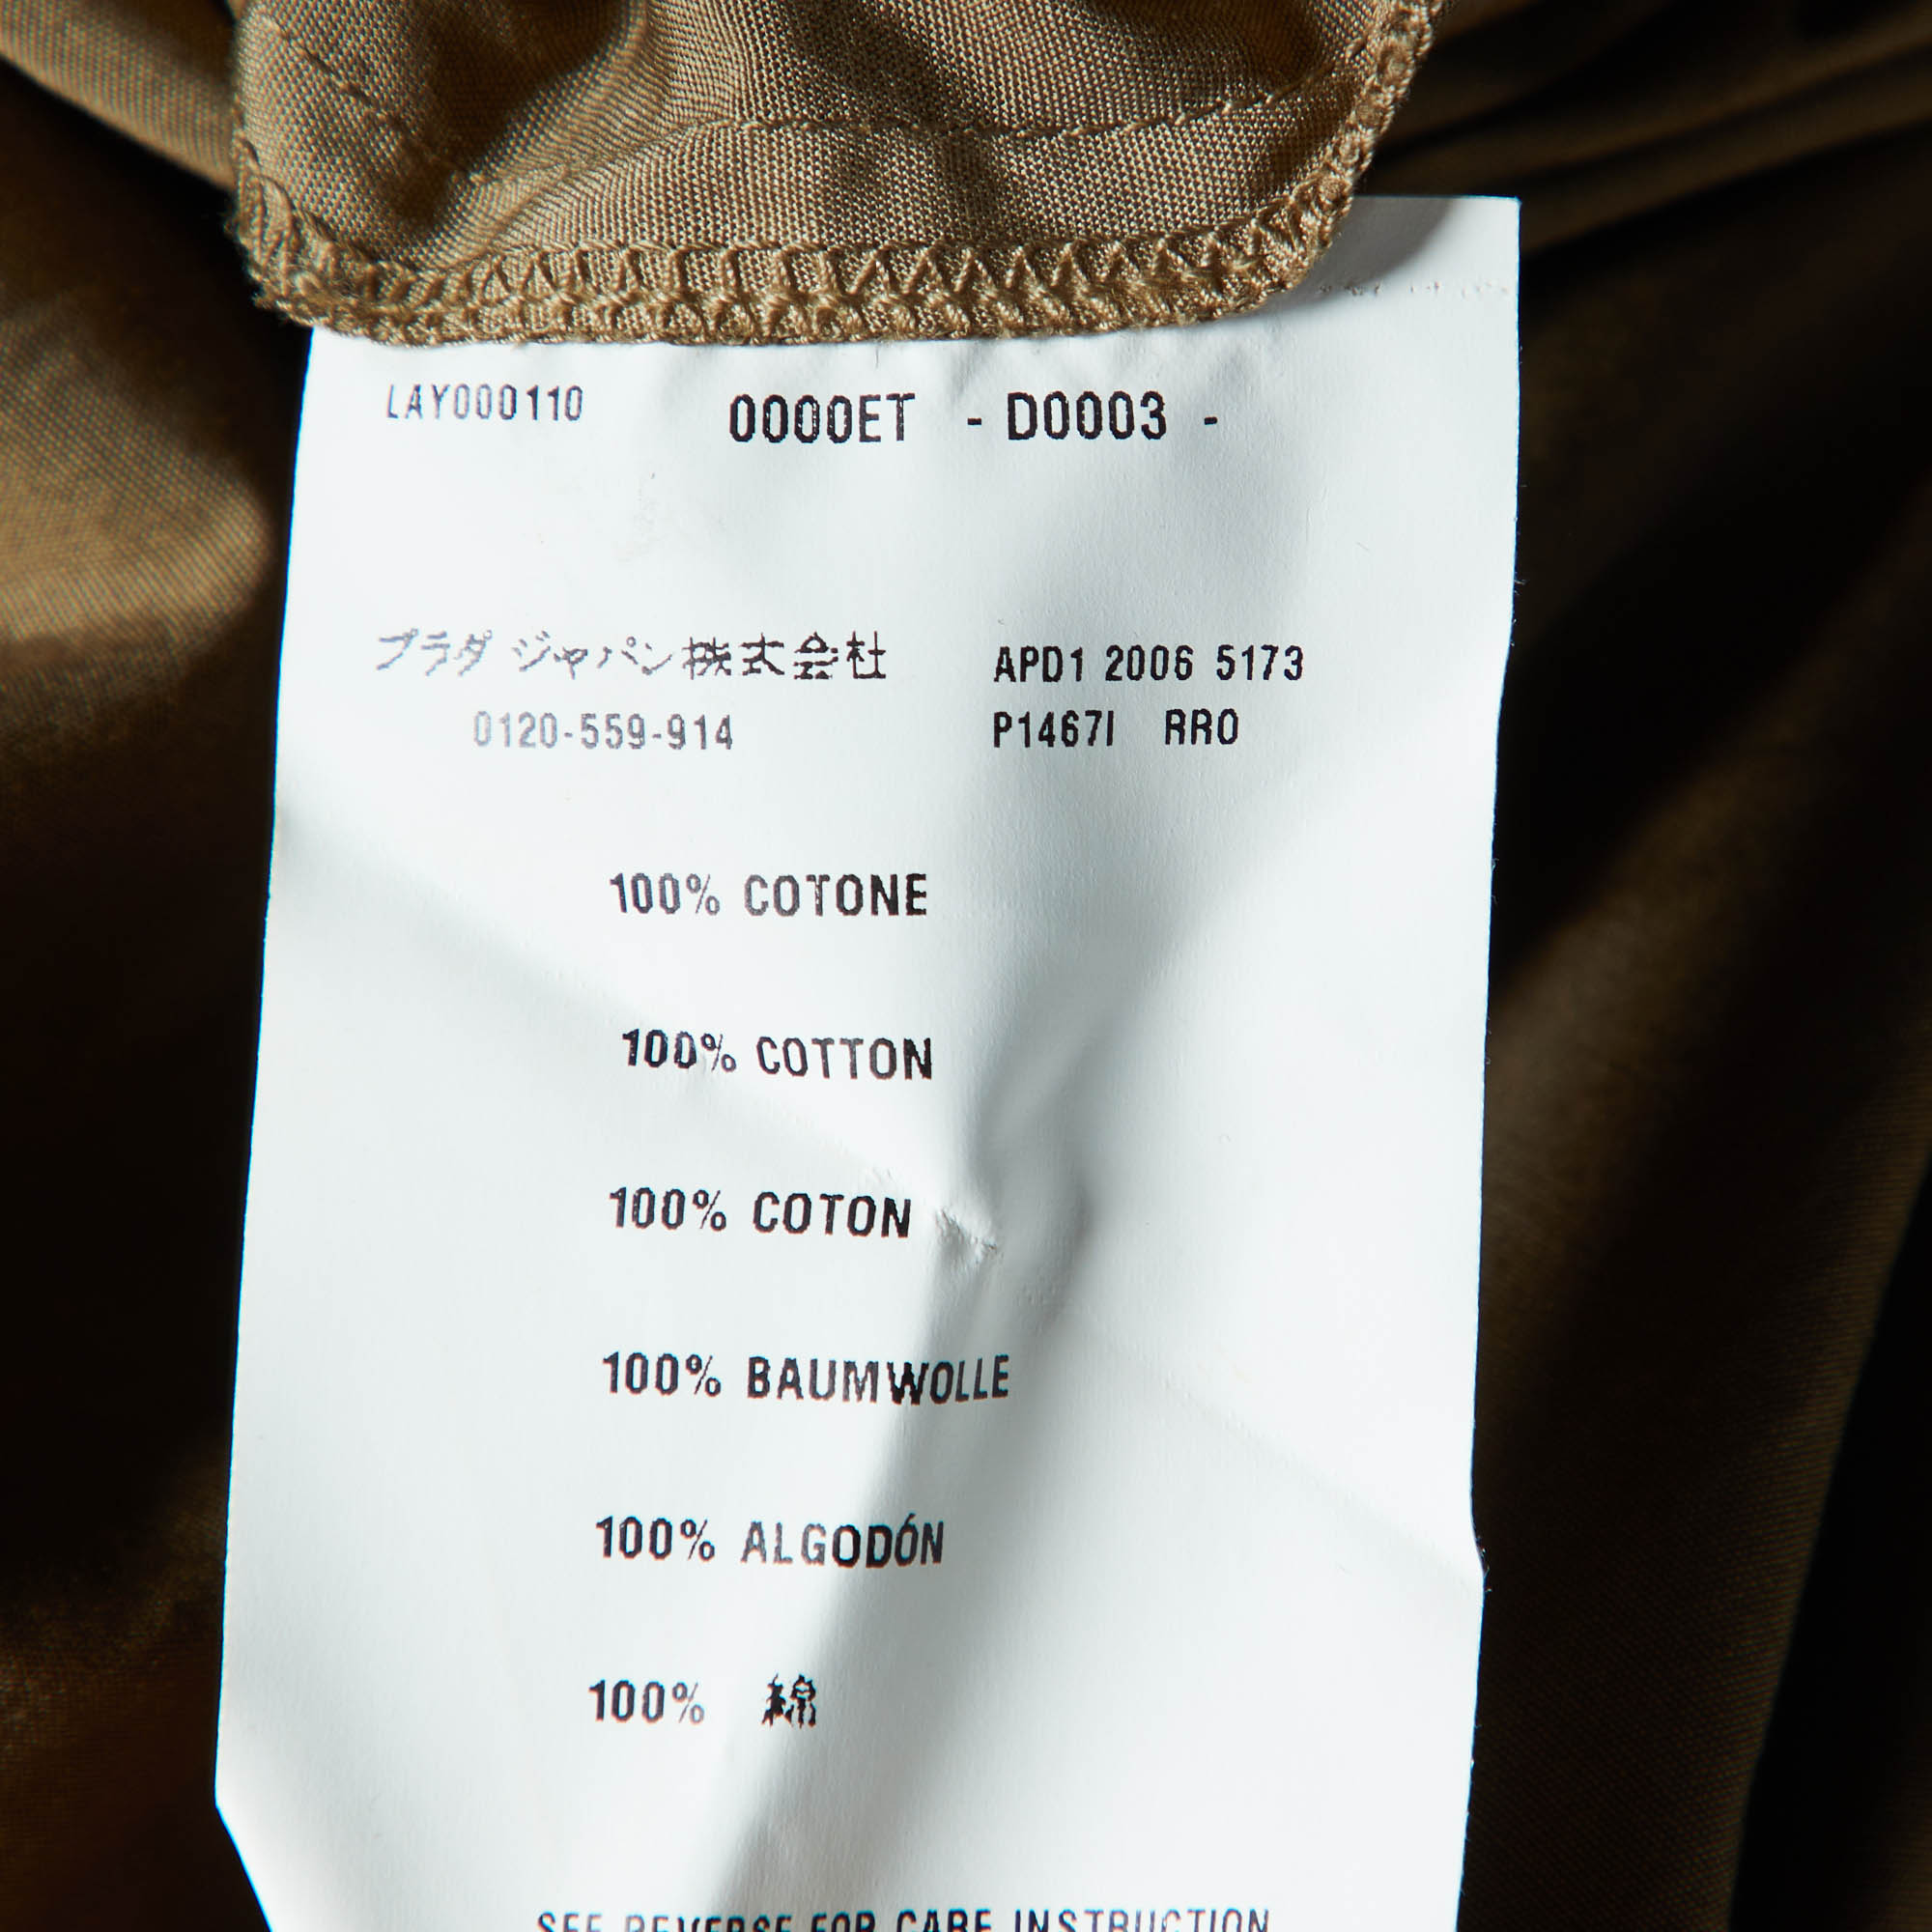 LAY000110 0000ET - D0003 -
プラダ ジャパン株式会社 APD1 2006 5173
0120-559-914 P1467I RRO
100% COTONE
100% COTTON
100% COTON
100% BAUMWOLLE
100% ALGODÓN
100% 綿
SEE REVERSE FOR CARE INSTRUCTION